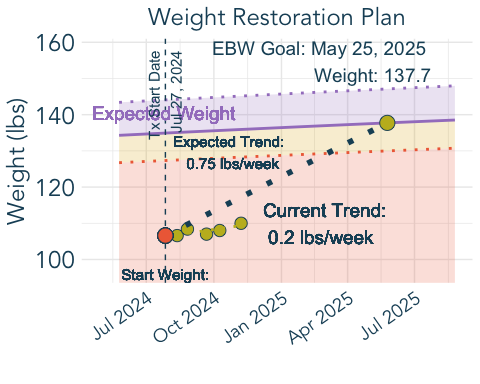 Weight Restoration Plan
160
EBW Goal: May 25, 2025
Weight: 137.7
Tx Start Date
Jul 27, 2024
140
Expected Weight
Expected Trend:
0.75 lbs/week
120
Current Trend:
0.2 lbs/week
100
Start Weight:
Weight (lbs)
Jul 2024
Oct 2024
Jan 2025
Apr 2025
Jul 2025